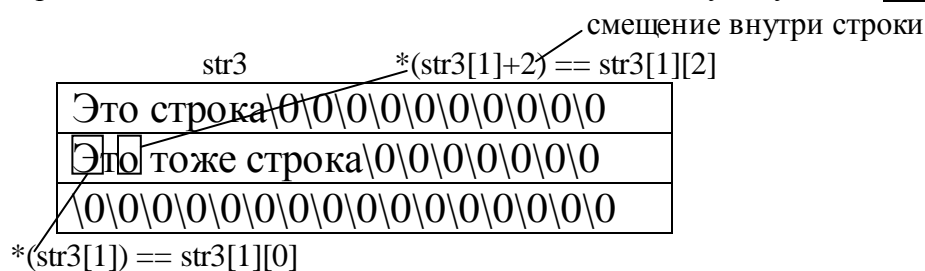 смещение внутри строки
str3 *(str3[1]+2) == str3[1][2]
Это строка\0\0\0\0\0\0\0\0\0\0
Это тоже строка\0\0\0\0\0\0\0
\0\0\0\0\0\0\0\0\0\0\0\0\0\0\0\0
*(str3[1]) == str3[1][0]